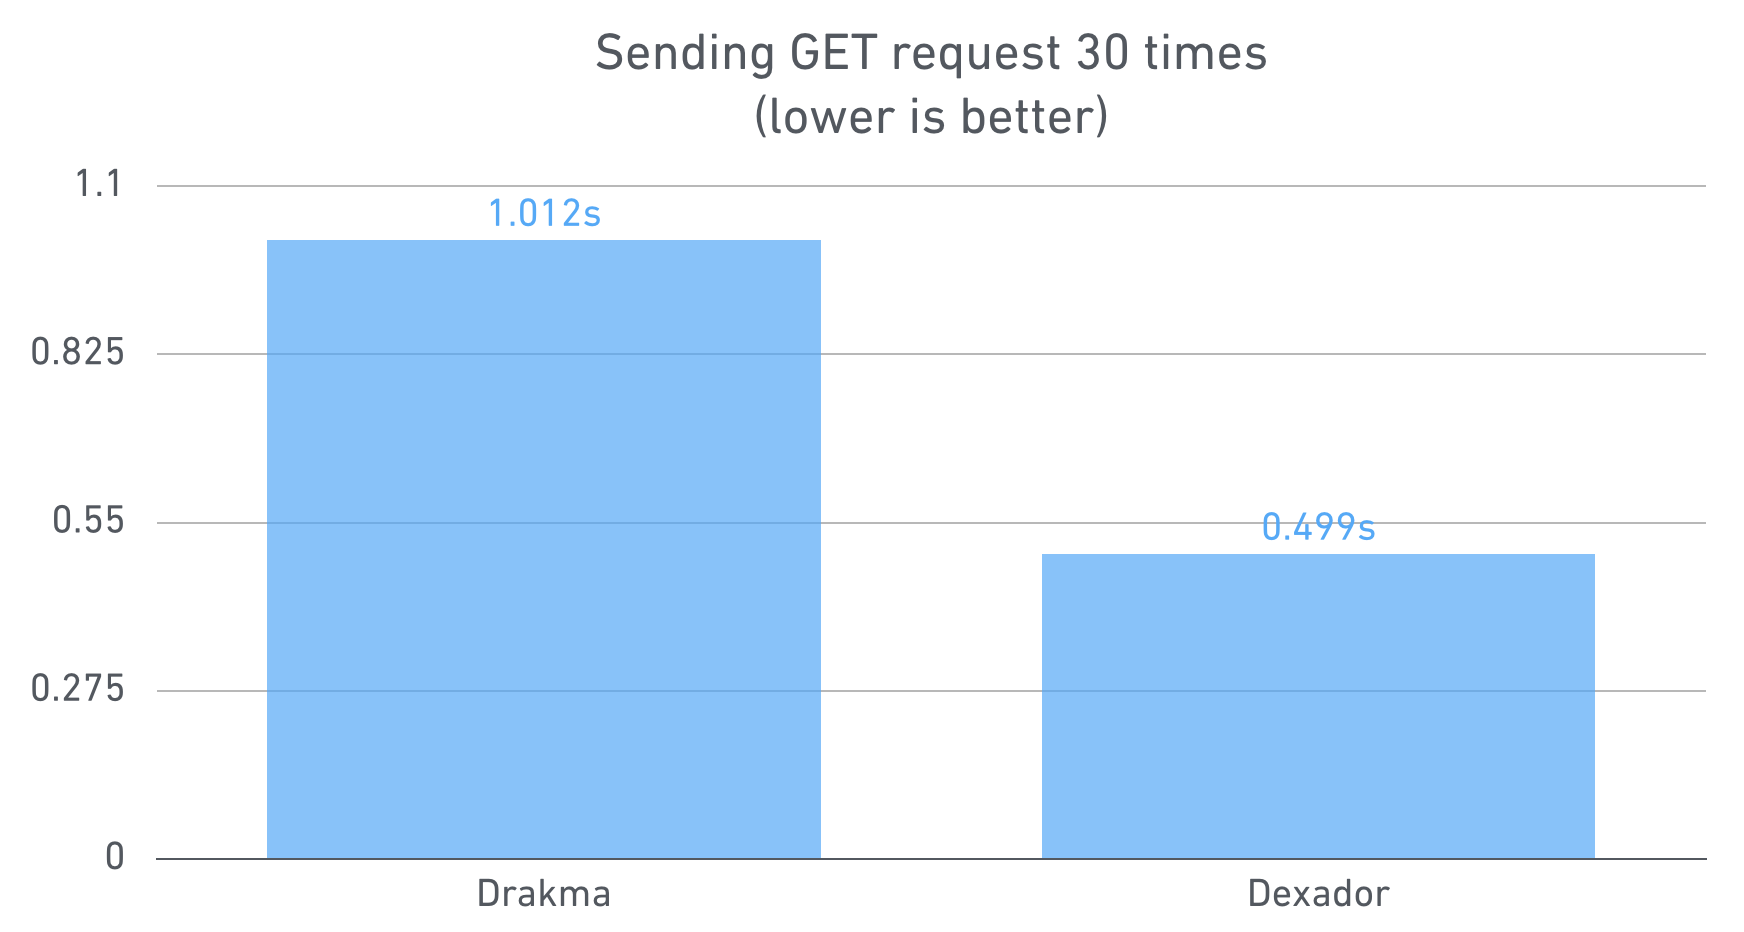 Sending GET request 30 times
(lower is better)
1.1
1.012s
0.825
0.55
0.499s
0.275
0
Drakma
Dexador